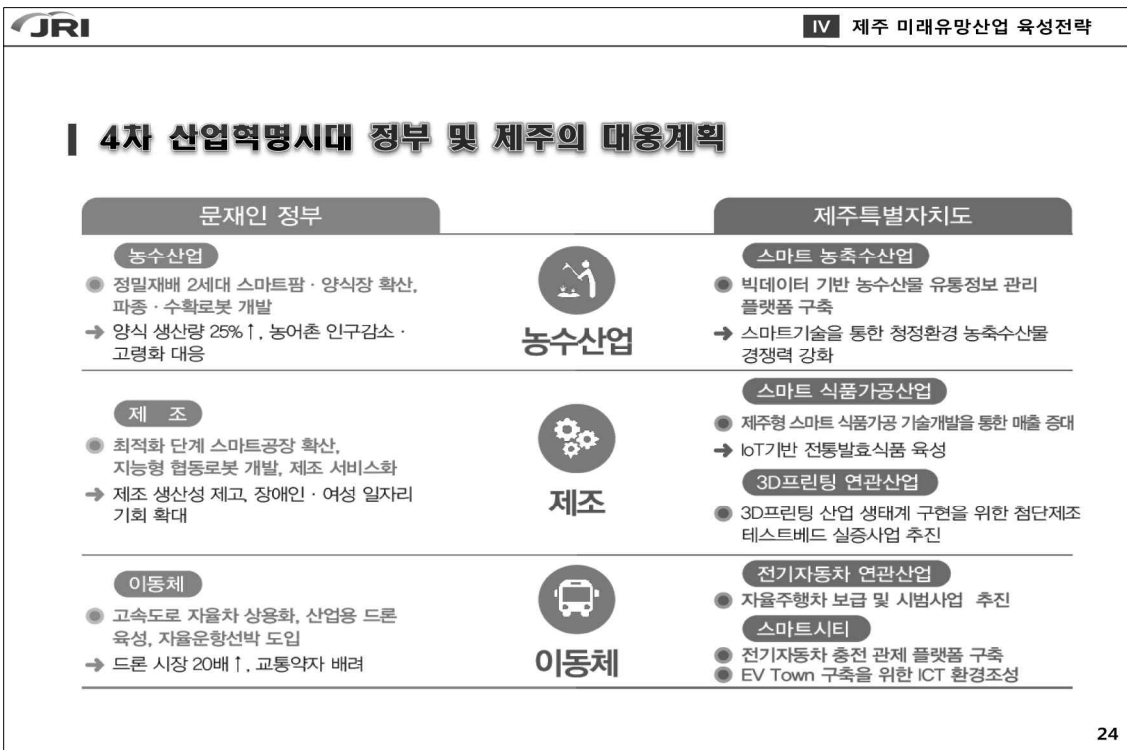 JRI
IV 제주 미래유망산업 육성전략
4차 산업혁명시대 정부 및 제주의 대응계획
문재인 정부
농수산업
정밀재배 2세대 스마트팜 · 양식장 확산,
파종 · 수확로봇 개발
→ 양식 생산량 25%↑, 농어촌 인구감소 ·
고령화 대응
농수산업
제주특별자치도
스마트 농축수산업
빅데이터 기반 농수산물 유통정보 관리
플랫폼 구축
→ 스마트기술을 통한 청정환경 농축수산물
경쟁력 강화
제 조
최적화 단계 스마트공장 확산,
지능형 협동로봇 개발, 제조 서비스화
→ 제조 생산성 제고, 장애인 · 여성 일자리
기회 확대
제조
스마트 식품가공산업
제주형 스마트 식품가공 기술개발을 통한 매출 증대
→ IoT기반 전통발효식품 육성
3D프린팅 연관산업
3D프린팅 산업 생태계 구현을 위한 첨단제조
테스트베드 실증사업 추진
이동체
고속도로 자율차 상용화, 산업용 드론
육성, 자율운항선박 도입
→ 드론 시장 20배↑, 교통약자 배려
이동체
전기자동차 연관산업
자율주행차 보급 및 시범사업 추진
스마트시티
전기자동차 충전 관제 플랫폼 구축
EV Town 구축을 위한 ICT 환경조성
24